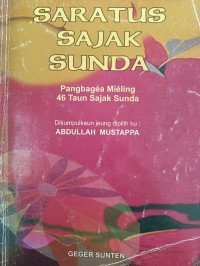 SARATUS
SAJAK
SUNDA
Pangbagéa Miéling
46 Taun Sajak Sunda
Dikumpulkeun jeung dipilih ku :
ABDULLAH MUSTAPPA
GEGER SUNTEN